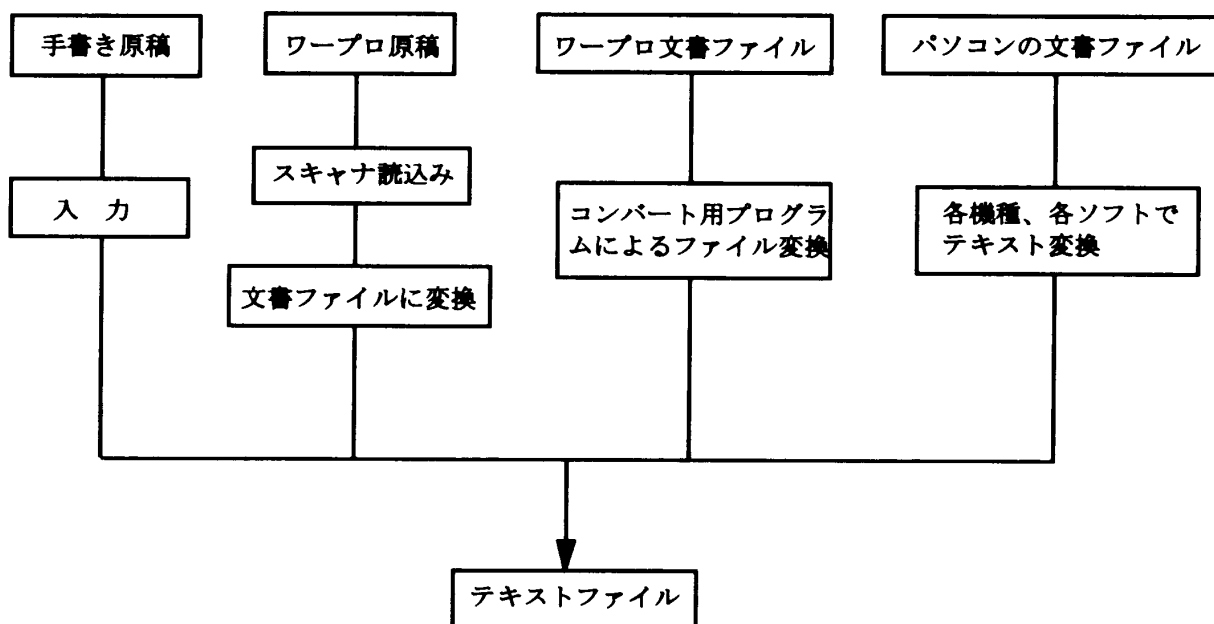 手書き原稿
ワープロ原稿
ワープロ文書ファイル
パソコンの文書ファイル
スキャナ読込み
入 力
コンバート用プログラ
ムによるファイル変換
各機種、各ソフトで
テキスト変換
文書ファイルに変換
テキストファイル